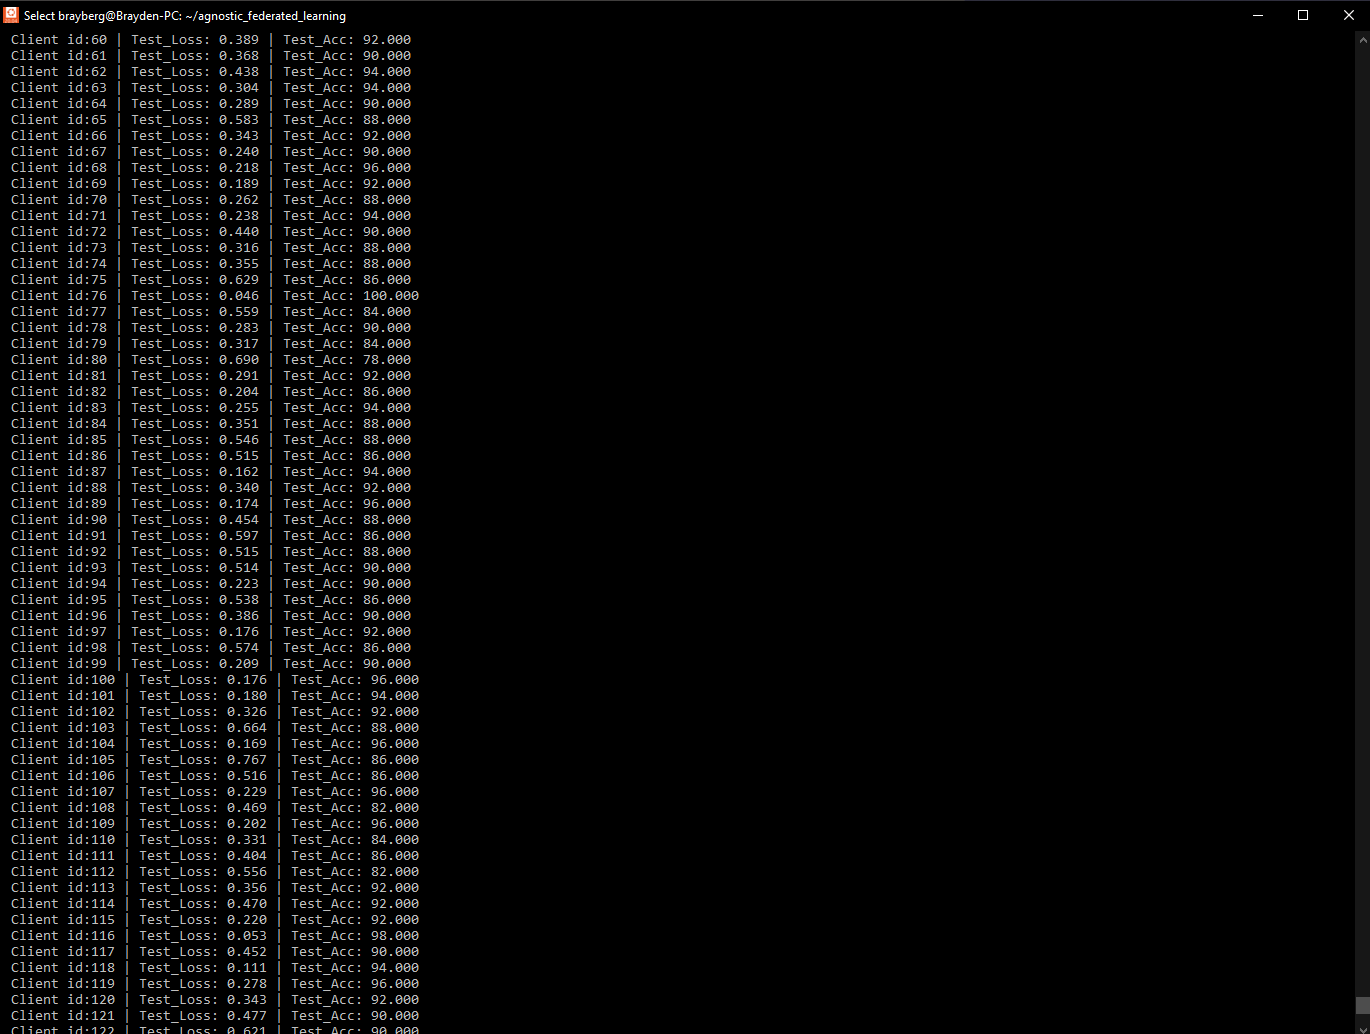 Select brayberg@Brayden-PC: ~/agnostic_federated_learning
Client id:60 | Test_Loss: 0.389 | Test_Acc: 92.000
Client id:61 | Test_Loss: 0.368 | Test_Acc: 90.000
Client id:62 | Test_Loss: 0.438 | Test_Acc: 94.000
Client id:63 | Test_Loss: 0.304 | Test_Acc: 94.000
Client id:64 | Test_Loss: 0.289 | Test_Acc: 90.000
Client id:65 | Test_Loss: 0.583 | Test_Acc: 88.000
Client id:66 | Test_Loss: 0.343 | Test_Acc: 92.000
Client id:67 | Test_Loss: 0.240 | Test_Acc: 90.000
Client id:68 | Test_Loss: 0.218 | Test_Acc: 96.000
Client id:69 | Test_Loss: 0.189 | Test_Acc: 92.000
Client id:70 | Test_Loss: 0.262 | Test_Acc: 88.000
Client id:71 | Test_Loss: 0.238 | Test_Acc: 94.000
Client id:72 | Test_Loss: 0.440 | Test_Acc: 90.000
Client id:73 | Test_Loss: 0.316 | Test_Acc: 88.000
Client id:74 | Test_Loss: 0.355 | Test_Acc: 88.000
Client id:75 | Test_Loss: 0.629 | Test_Acc: 86.000
Client id:76 | Test_Loss: 0.046 | Test_Acc: 100.000
Client id:77 | Test_Loss: 0.559 | Test_Acc: 84.000
Client id:78 | Test_Loss: 0.283 | Test_Acc: 90.000
Client id:79 | Test_Loss: 0.317 | Test_Acc: 84.000
Client id:80 | Test_Loss: 0.690 | Test_Acc: 78.000
Client id:81 | Test_Loss: 0.291 | Test_Acc: 92.000
Client id:82 | Test_Loss: 0.204 | Test_Acc: 86.000
Client id:83 | Test_Loss: 0.255 | Test_Acc: 94.000
Client id:84 | Test_Loss: 0.351 | Test_Acc: 88.000
Client id:85 | Test_Loss: 0.546 | Test_Acc: 88.000
Client id:86 | Test_Loss: 0.515 | Test_Acc: 86.000
Client id:87 | Test_Loss: 0.162 | Test_Acc: 94.000
Client id:88 | Test_Loss: 0.340 | Test_Acc: 92.000
Client id:89 | Test_Loss: 0.174 | Test_Acc: 96.000
Client id:90 | Test_Loss: 0.454 | Test_Acc: 88.000
Client id:91 | Test_Loss: 0.597 | Test_Acc: 86.000
Client id:92 | Test_Loss: 0.515 | Test_Acc: 88.000
Client id:93 | Test_Loss: 0.514 | Test_Acc: 90.000
Client id:94 | Test_Loss: 0.223 | Test_Acc: 90.000
Client id:95 | Test_Loss: 0.538 | Test_Acc: 86.000
Client id:96 | Test_Loss: 0.386 | Test_Acc: 90.000
Client id:97 | Test_Loss: 0.176 | Test_Acc: 92.000
Client id:98 | Test_Loss: 0.574 | Test_Acc: 86.000
Client id:99 | Test_Loss: 0.209 | Test_Acc: 90.000
Client id:100 | Test_Loss: 0.176 | Test_Acc: 96.000
Client id:101 | Test_Loss: 0.180 | Test_Acc: 94.000
Client id:102 | Test_Loss: 0.326 | Test_Acc: 92.000
Client id:103 | Test_Loss: 0.664 | Test_Acc: 88.000
Client id:104 | Test_Loss: 0.169 | Test_Acc: 96.000
Client id:105 | Test_Loss: 0.767 | Test_Acc: 86.000
Client id:106 | Test_Loss: 0.516 | Test_Acc: 86.000
Client id:107 | Test_Loss: 0.229 | Test_Acc: 96.000
Client id:108 | Test_Loss: 0.469 | Test_Acc: 82.000
Client id:109 | Test_Loss: 0.202 | Test_Acc: 96.000
Client id:110 | Test_Loss: 0.331 | Test_Acc: 84.000
Client id:111 | Test_Loss: 0.404 | Test_Acc: 86.000
Client id:112 | Test_Loss: 0.556 | Test_Acc: 82.000
Client id:113 | Test_Loss: 0.356 | Test_Acc: 92.000
Client id:114 | Test_Loss: 0.470 | Test_Acc: 92.000
Client id:115 | Test_Loss: 0.220 | Test_Acc: 92.000
Client id:116 | Test_Loss: 0.053 | Test_Acc: 98.000
Client id:117 | Test_Loss: 0.452 | Test_Acc: 90.000
Client id:118 | Test_Loss: 0.111 | Test_Acc: 94.000
Client id:119 | Test_Loss: 0.278 | Test_Acc: 96.000
Client id:120 | Test_Loss: 0.343 | Test_Acc: 92.000
Client id:121 | Test_Loss: 0.477 | Test_Acc: 90.000
Client id:122 | Test_Loss: 0.621 | Test_Acc: 90.000